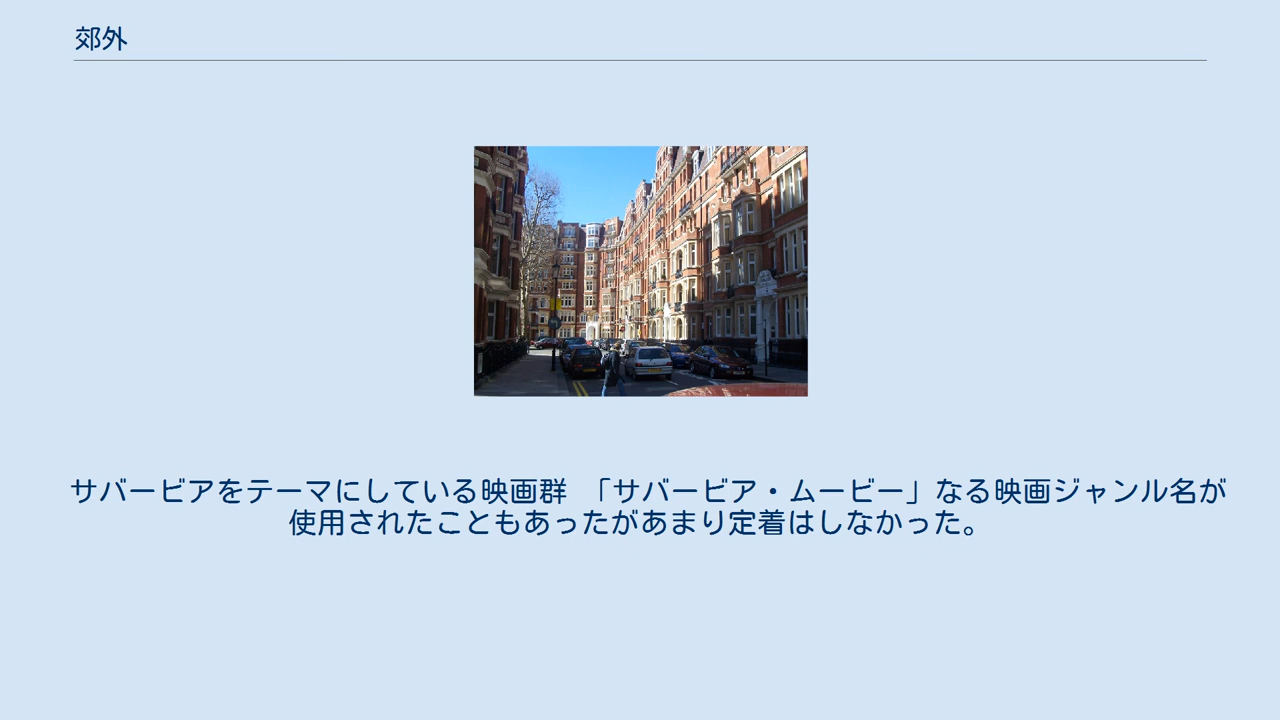 郊外
サバービアをテーマにしている映画群 「サバービア・ムービー」なる映画ジャンル名が
使用されたこともあったがあまり定着はしなかった。